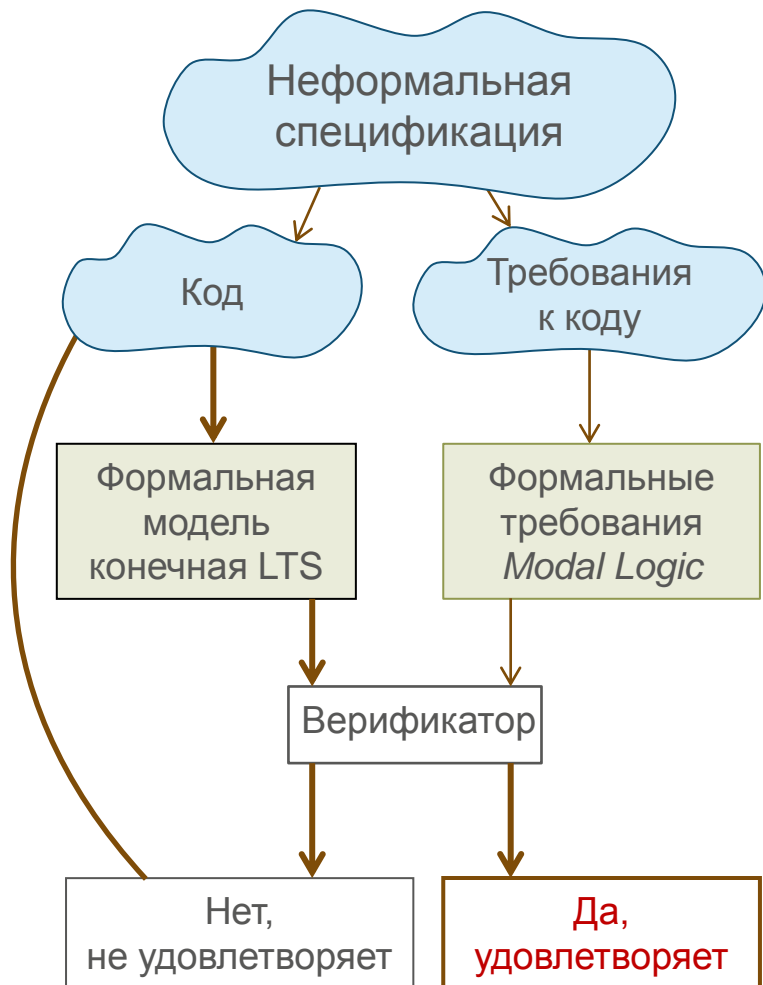 Неформальная
спецификация
Код
Требования
к коду
Формальная
модель
конечная LTS
Формальные
требования
Modal Logic
Верификатор
Нет,
не удовлетворяет
Да,
удовлетворяет